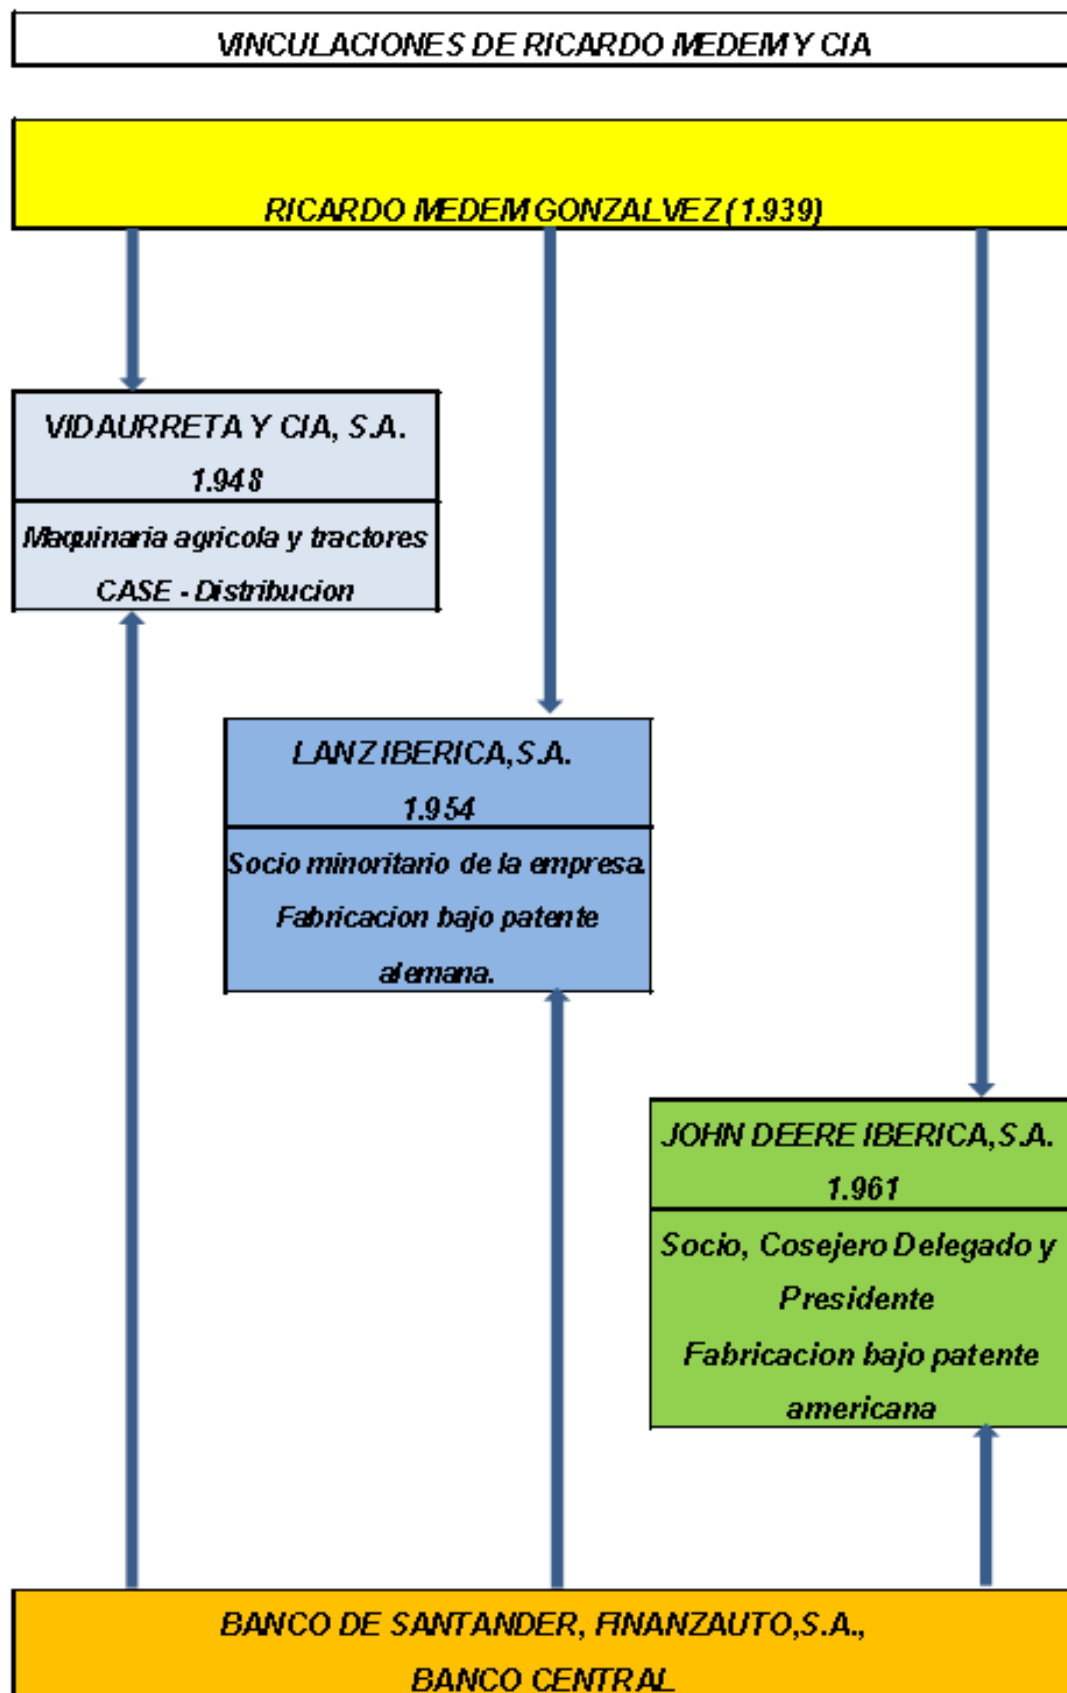 VINCULACIONES DE RICARDO MEDEM Y CIA
RICARDO MEDEM GONZALVEZ (1.939)
VIDAURRETA Y CIA, S.A.
1.948
Maquinaria agricola y tractores
CASE - Distribucion
LANZ IBERICA, S.A.
1.954
Socio minoritario de la empresa.
Fabricacion bajo patente
alemana.
JOHN DEERE IBERICA, S.A.
1.961
Socio, Cosejero Delegado y
Presidente
Fabricacion bajo patente
americana
BANCO DE SANTANDER, FINANZAUTO, S.A.,
BANCO CENTRAL